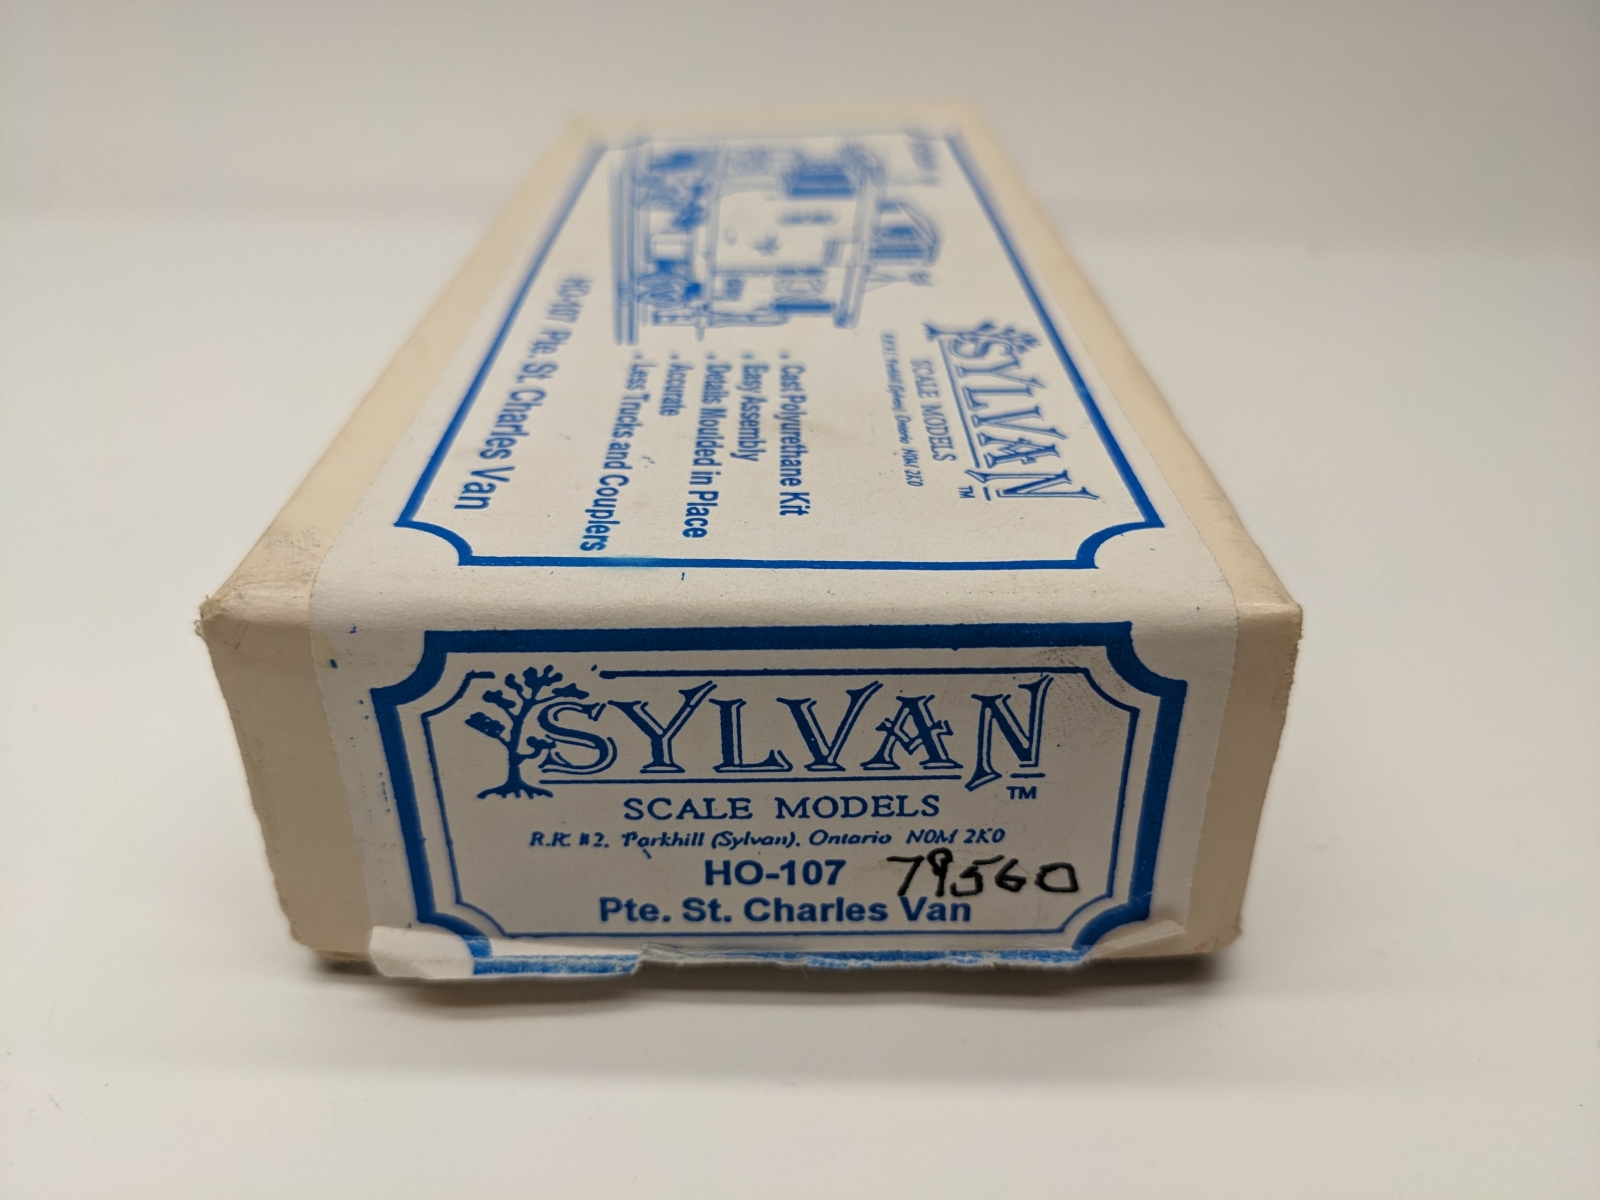 SYLVAN
SCALE MODELS
Cast Polyurethane Kit
Easy Assembly
Details Moulded in Place
Accurate
Less Trucks and Couplers
HO-107 Pte. St. Charles Van
SYLVAN TM
SCALE MODELS
R.R. #2, Parkhill (Sylvan), Ontario N0M 2K0
HO-107 79560
Pte. St. Charles Van